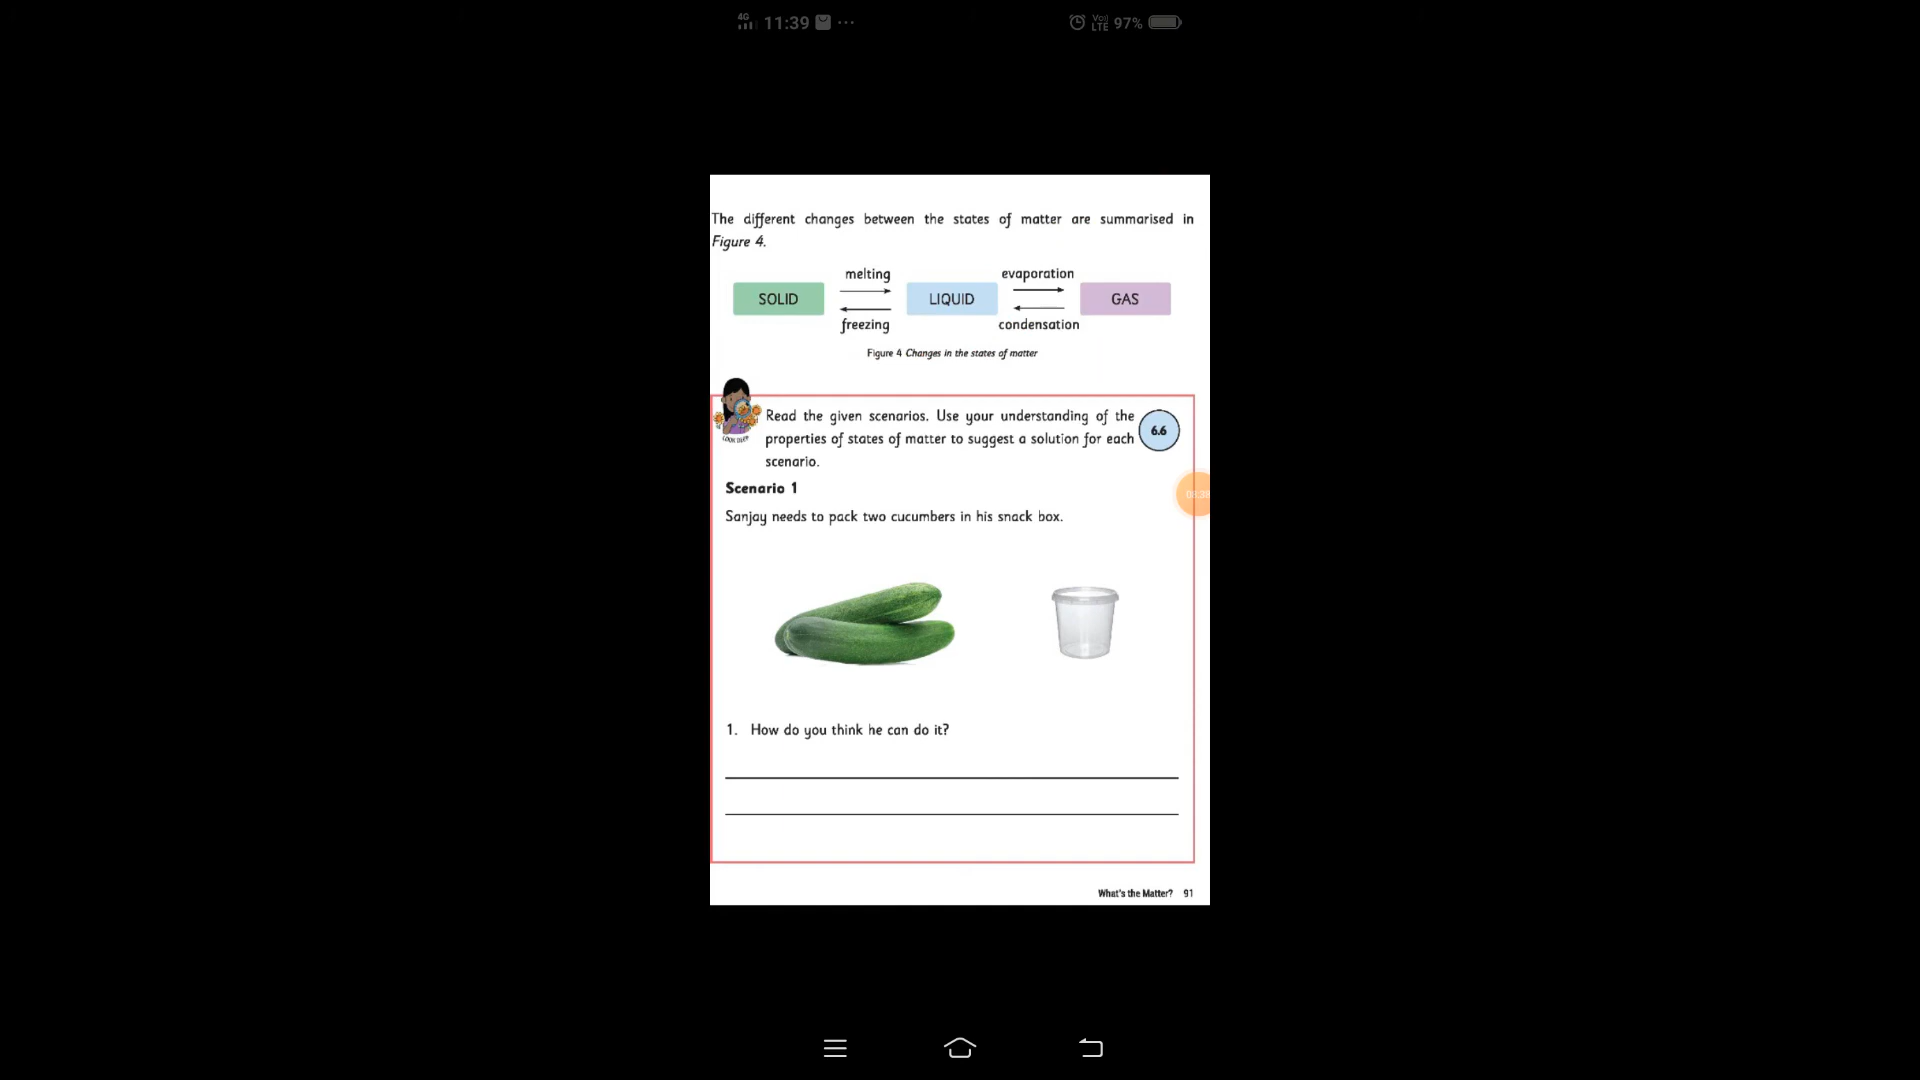 4G 11:39 ... VoLTE 97%
The different changes between the states of matter are summarised in
Figure 4.
melting evaporation
SOLID LIQUID GAS
freezing condensation
Figure 4 Changes in the states of matter
Read the given scenarios. Use your understanding of the
properties of states of matter to suggest a solution for each
scenario.
6.6
LOOK DEEP
Scenario 1
Sanjay needs to pack two cucumbers in his snack box.
1. How do you think he can do it?
What's the Matter? 91